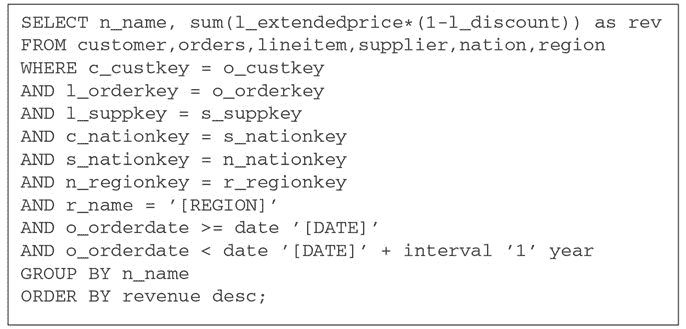 SELECT n_name, sum(l_extendedprice*(1-l_discount)) as rev
FROM customer,orders,lineitem,supplier,nation,region
WHERE c_custkey = o_custkey
AND l_orderkey = o_orderkey
AND l_suppkey = s_suppkey
AND c_nationkey = s_nationkey
AND s_nationkey = n_nationkey
AND n_regionkey = r_regionkey
AND r_name = ’[REGION]’
AND o_orderdate >= date ’[DATE]’
AND o_orderdate < date ’[DATE]’ + interval ’1’ year
GROUP BY n_name
ORDER BY revenue desc;